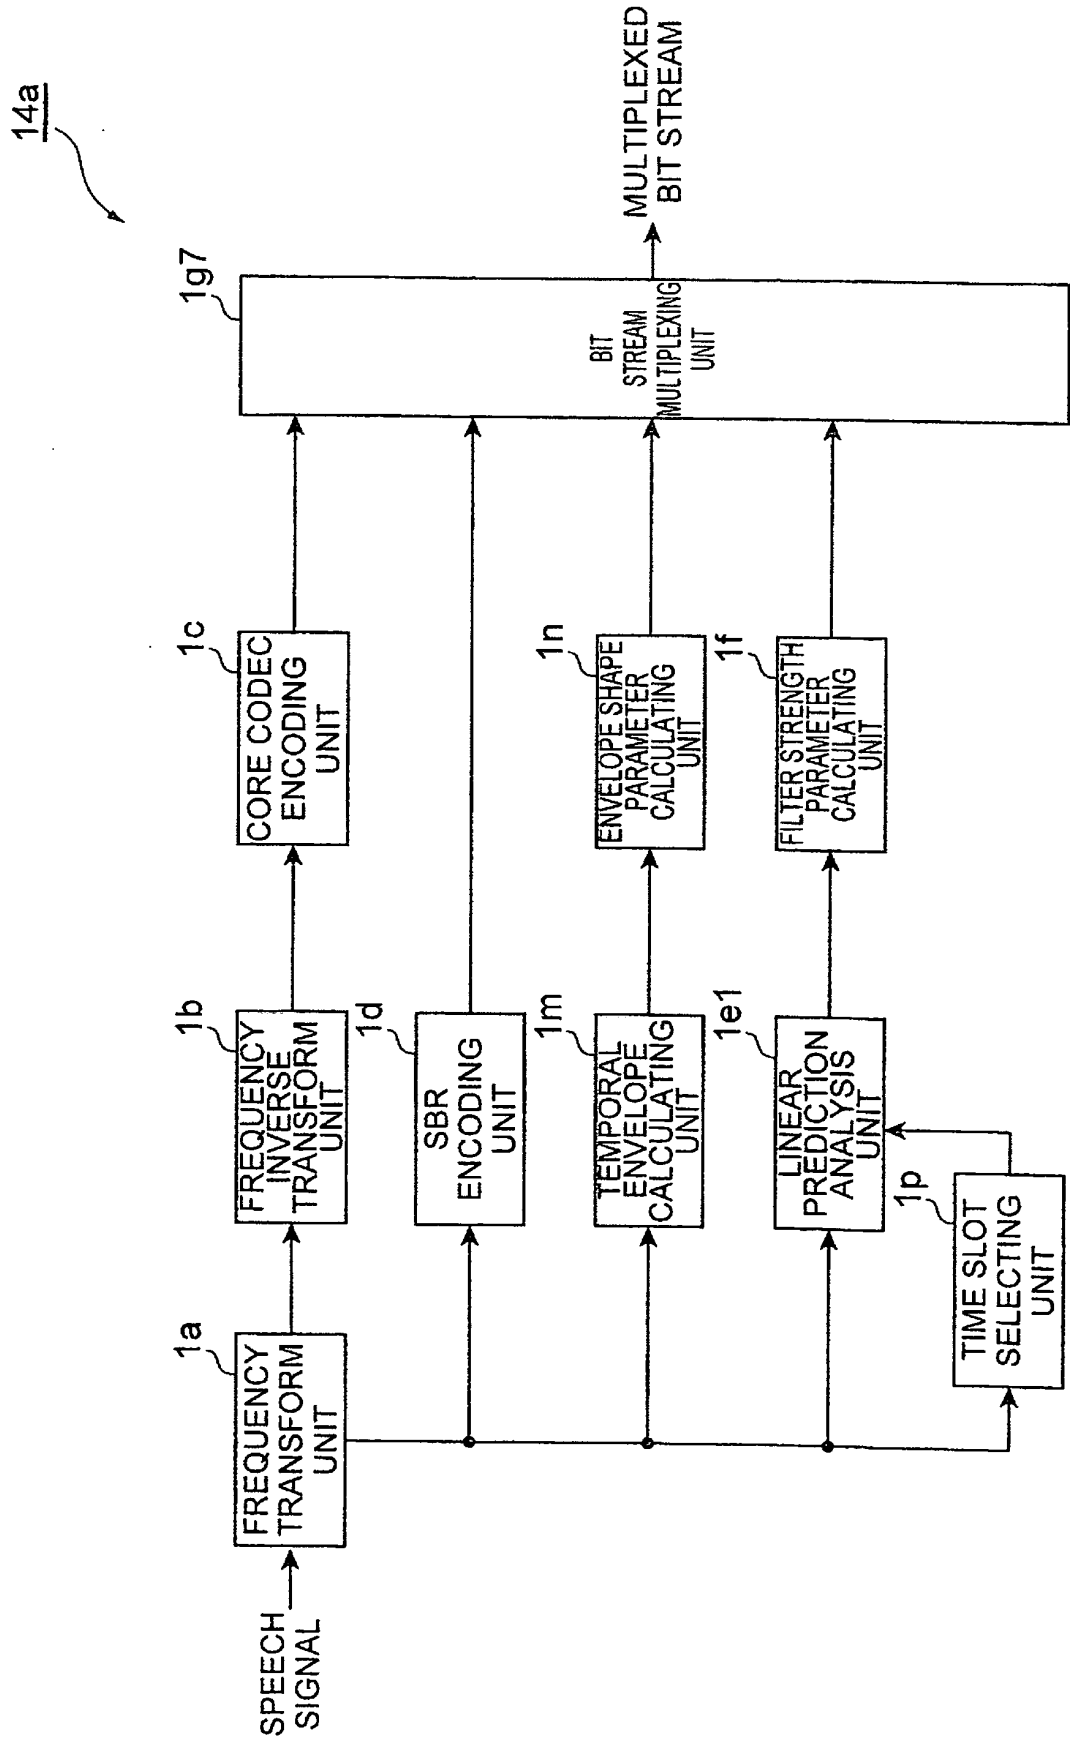 14a
SPEECH
SIGNAL
1a
FREQUENCY
TRANSFORM
UNIT
1b
FREQUENCY
INVERSE
TRANSFORM
UNIT
1c
CORE CODEC
ENCODING
UNIT
1d
SBR
ENCODING
UNIT
1m
TEMPORAL
ENVELOPE
CALCULATING
UNIT
1n
ENVELOPE SHAPE
PARAMETER
CALCULATING
UNIT
1e1
LINEAR
PREDICTION
ANALYSIS
UNIT
1f
FILTER STRENGTH
PARAMETER
CALCULATING
UNIT
1p
TIME SLOT
SELECTING
UNIT
1g7
BIT
STREAM
MULTIPLEXING
UNIT
MULTIPLEXED
BIT STREAM